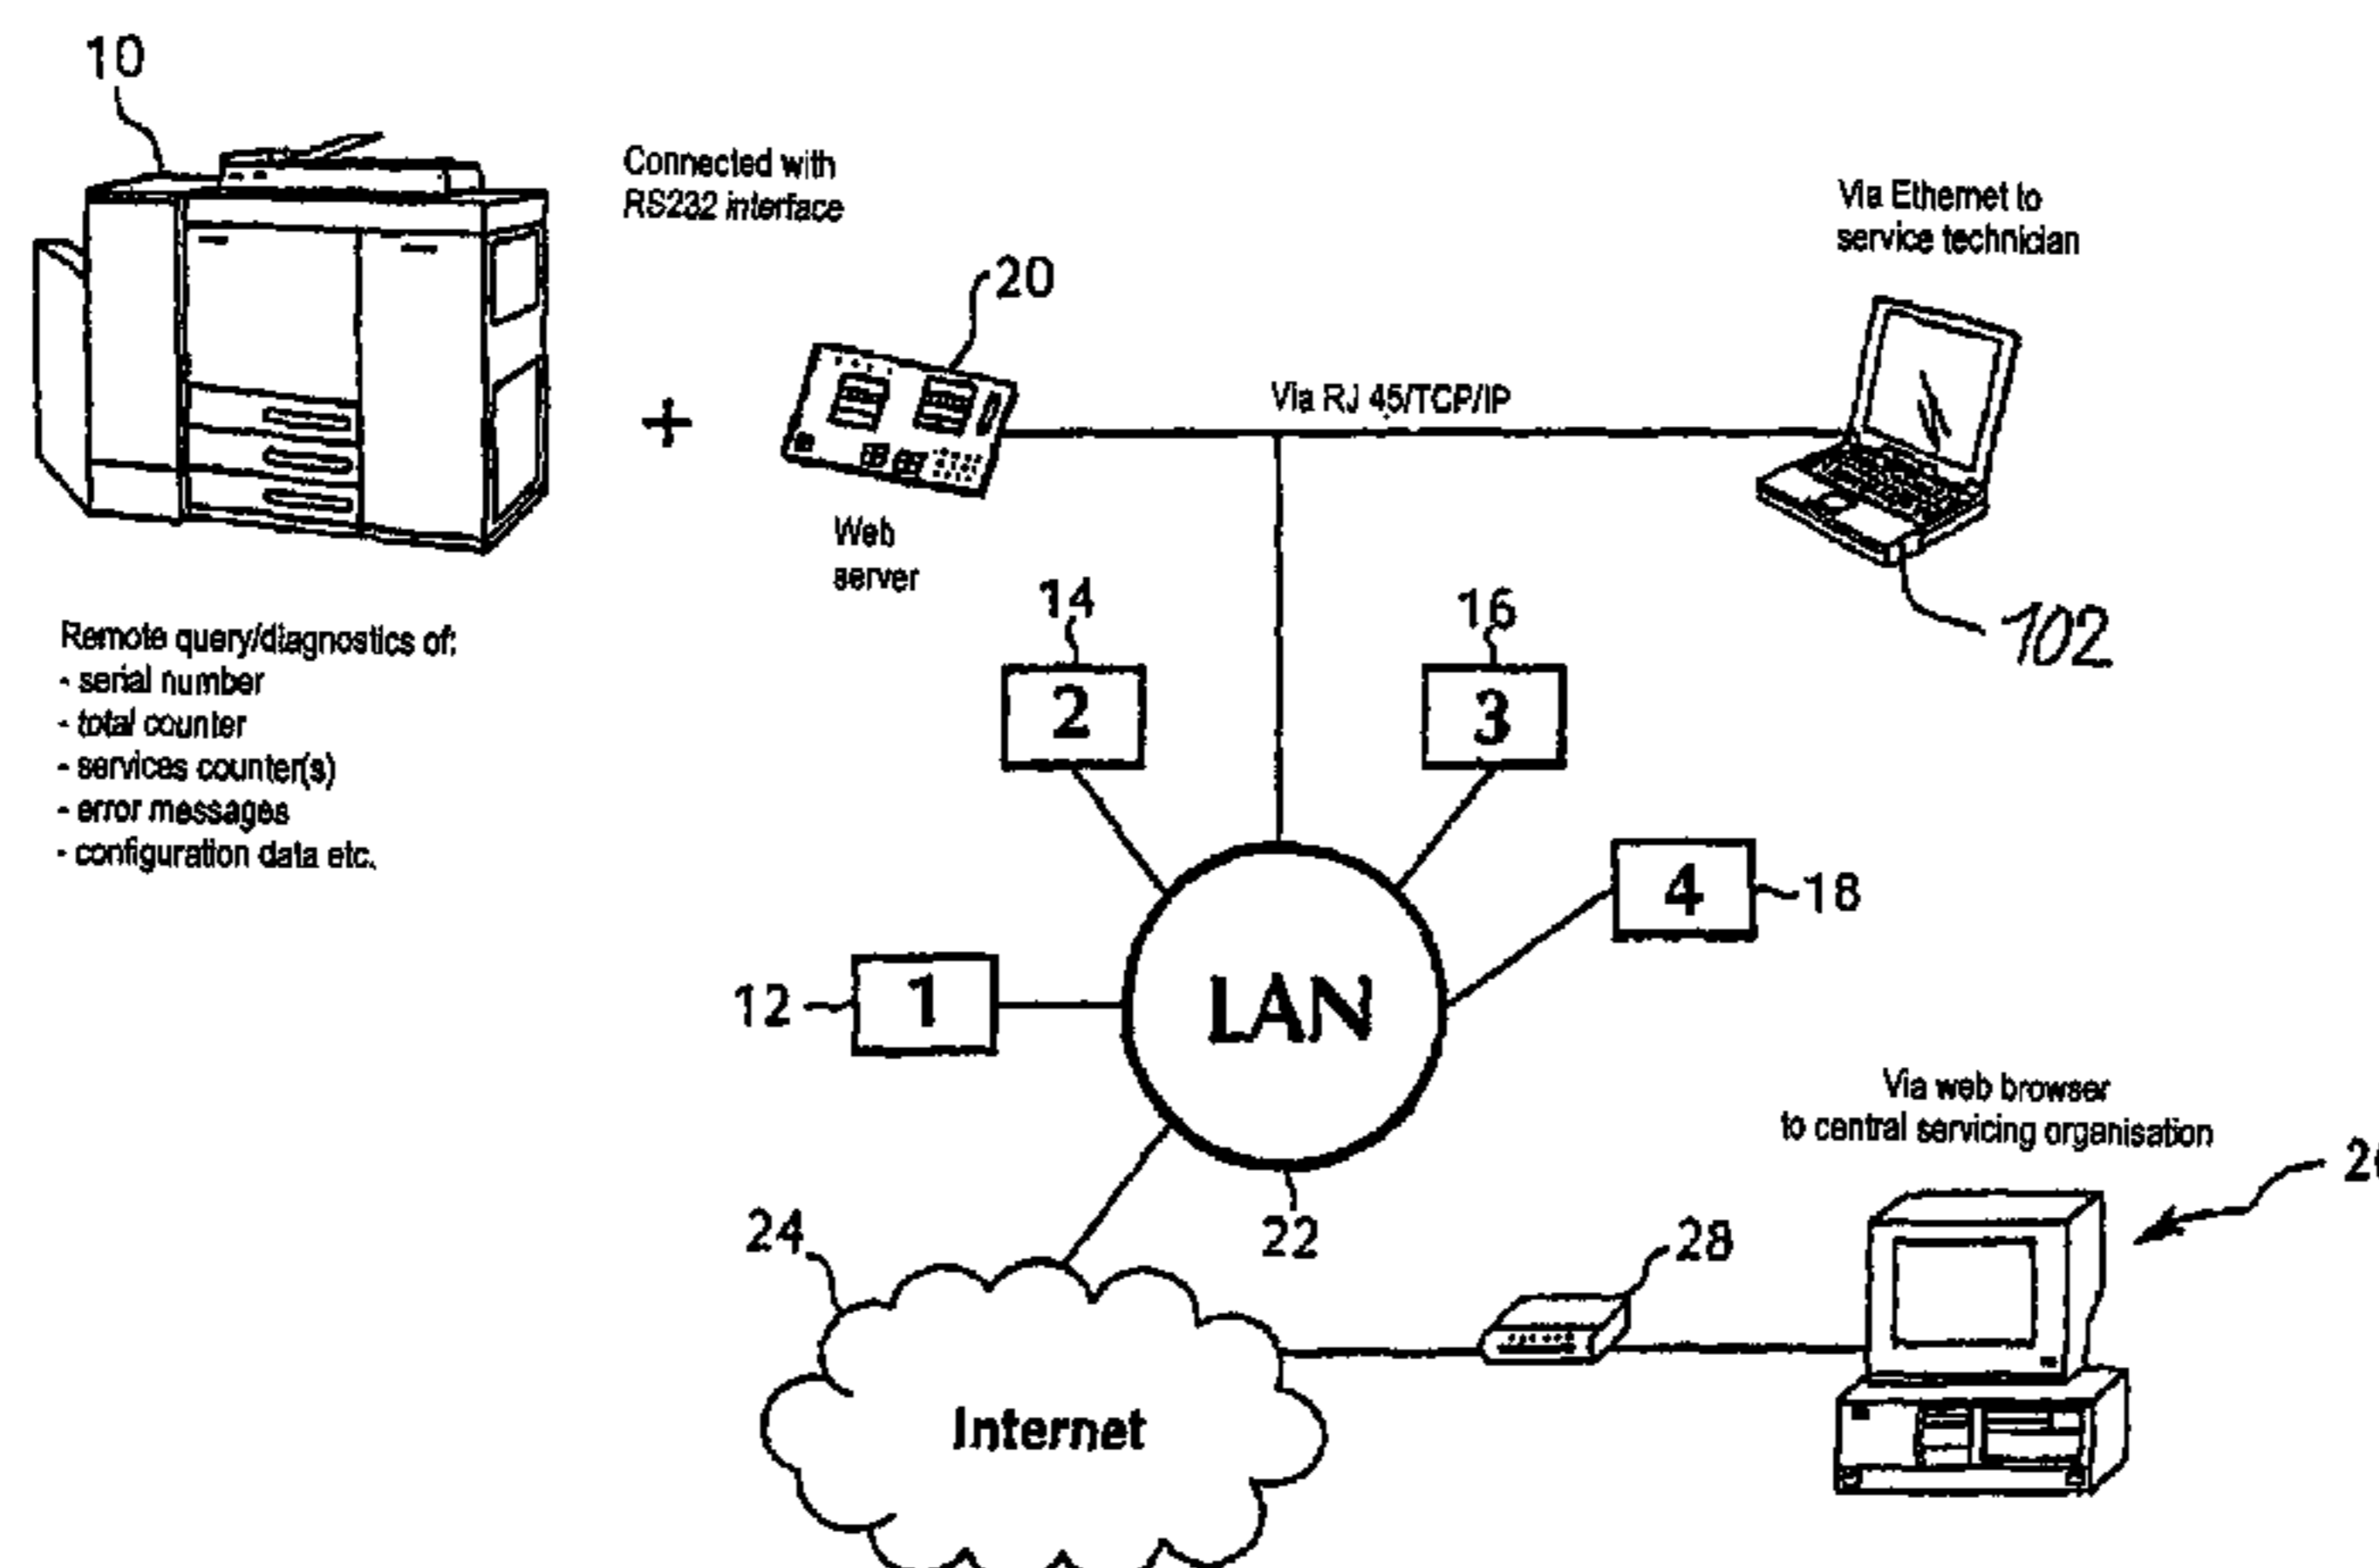 10
Connected with
RS232 interface
20
Via Ethernet to
service technician
Via RJ 45/TCP/IP
Web
server
102
Remote query/diagnostics of:
- serial number
- total counter
- services counter(s)
- error messages
- configuration data etc.
14
2
16
3
4
18
12
1
LAN
Via web browser
to central servicing organisation
22
24
28
Internet